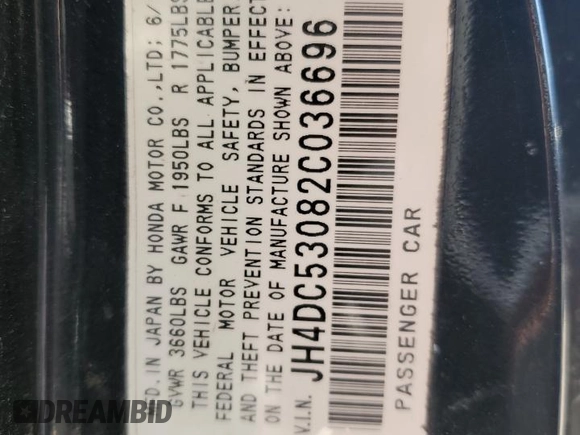 D.IN JAPAN BY HONDA MOTOR CO.,LTD; 6/
GVWR 3660LBS GAWR F 1950LBS R 1775LBS
THIS VEHICLE CONFORMS TO ALL APPLICABLE
FEDERAL MOTOR VEHICLE SAFETY, BUMPER
AND THEFT PREVENTION STANDARDS IN EFFECT
ON THE DATE OF MANUFACTURE SHOWN ABOVE:
V.I.N. JH4DC53082C036696
PASSENGER CAR
DREAMBID